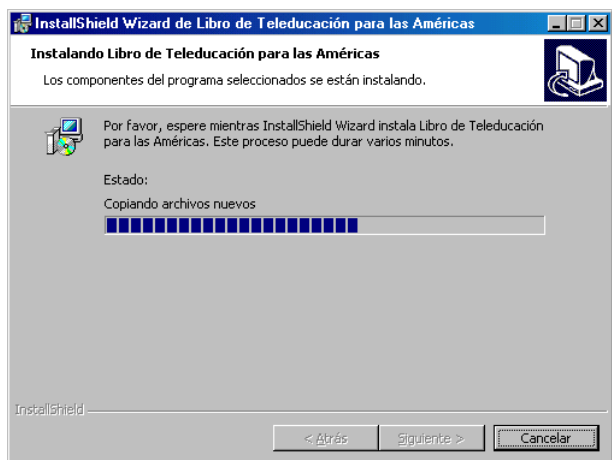 InstallShield Wizard de Libro de Teleducación para las Américas
Instalando Libro de Teleducación para las Américas
Los componentes del programa seleccionados se están instalando.
Por favor, espere mientras InstallShield Wizard instala Libro de Teleducación
para las Américas. Este proceso puede durar varios minutos.
Estado:
Copiando archivos nuevos
InstallShield
< Atrás
Siguiente >
Cancelar